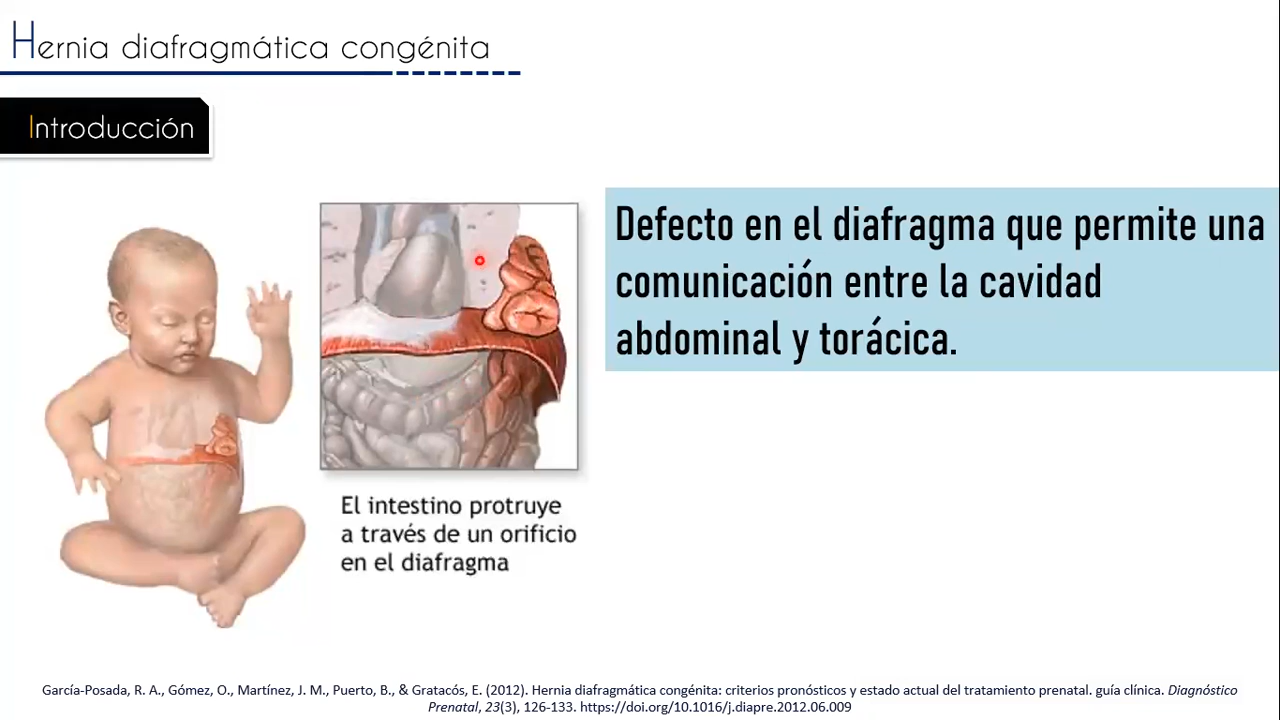 Hernia diafragmática congénita
Introducción
Defecto en el diafragma que permite una
comunicación entre la cavidad
abdominal y torácica.
El intestino protruye
a través de un orificio
en el diafragma
García-Posada, R. A., Gómez, O., Martínez, J. M., Puerto, B., & Gratacós, E. (2012). Hernia diafragmática congénita: criterios pronósticos y estado actual del tratamiento prenatal. guía clínica. Diagnóstico
Prenatal, 23(3), 126-133. https://doi.org/10.1016/j.diapre.2012.06.009